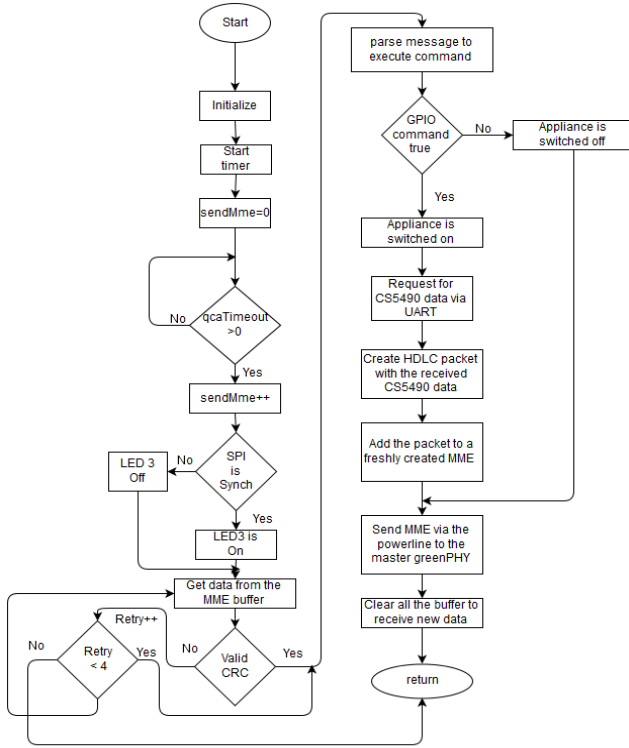 Start
Initialize
Start
timer
sendMme=0
qcaTimeout
>0
No
Yes
sendMme++
SPI
is
Synch
No
LED 3
Off
Yes
LED3 is
On
Get data from the
MME buffer
Retry++
Valid
CRC
No
Yes
Retry
< 4
No
Yes
parse message to
execute command
GPIO
command
true
No
Appliance is
switched off
Yes
Appliance is
switched on
Request for
CS5490 data via
UART
Create HDLC packet
with the received
CS5490 data
Add the packet to a
freshly created MME
Send MME via the
powerline to the
master greenPHY
Clear all the buffer to
receive new data
return